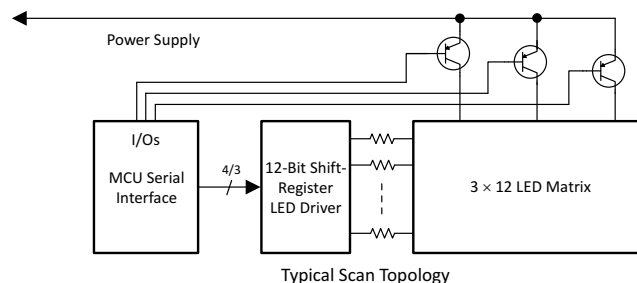 Power Supply
I/Os
MCU Serial
Interface
4/3
12-Bit Shift-
Register
LED Driver
3 × 12 LED Matrix
Typical Scan Topology